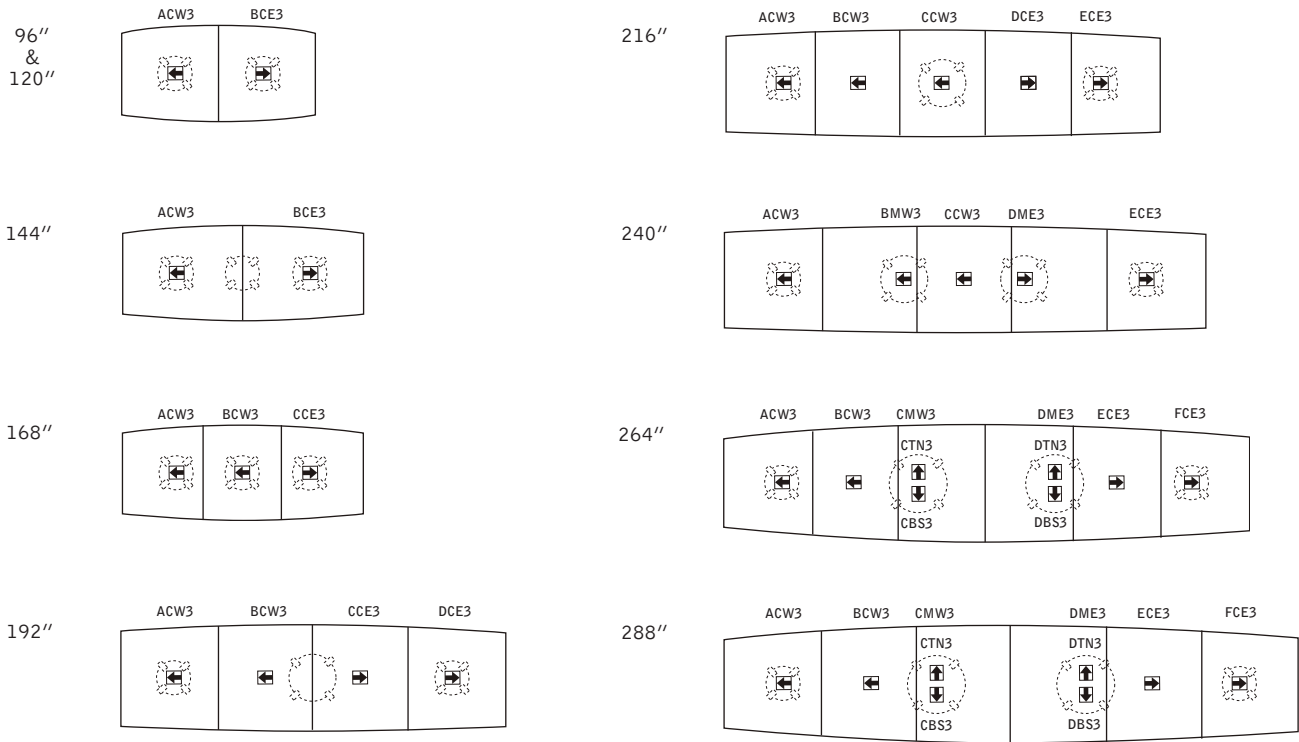 96″
&
120″
ACW3 BCE3
144″
ACW3 BCE3
168″
ACW3 BCW3 CCE3
192″
ACW3 BCW3 CCE3 DCE3
216″
ACW3 BCW3 CCW3 DCE3 ECE3
240″
ACW3 BMW3 CCW3 DME3 ECE3
264″
ACW3 BCW3 CMW3 DME3 ECE3 FCE3
CTN3 DTN3
CBS3 DBS3
288″
ACW3 BCW3 CMW3 DME3 ECE3 FCE3
CTN3 DTN3
CBS3 DBS3